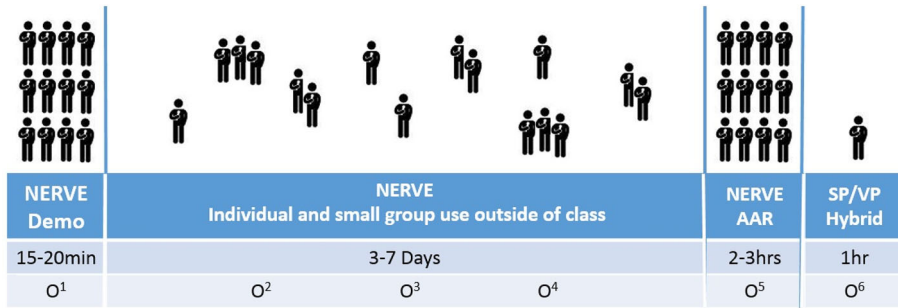 NERVE
Demo
NERVE
Individual and small group use outside of class
NERVE
AAR
SP/VP
Hybrid
15-20min
3-7 Days
2-3hrs
1hr
O¹
O²
O³
O⁴
O⁵
O⁶